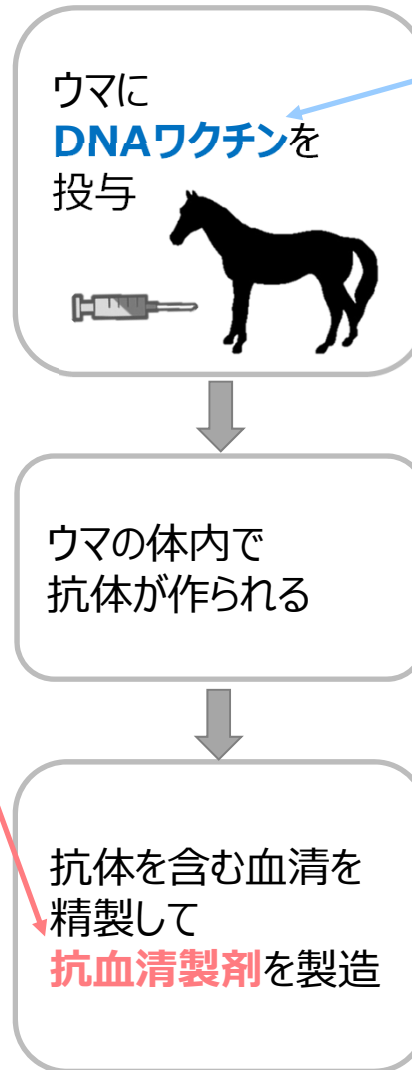 ウマに
DNAワクチンを
投与
ウマの体内で
抗体が作られる
抗体を含む血清を
精製して
抗血清製剤を製造